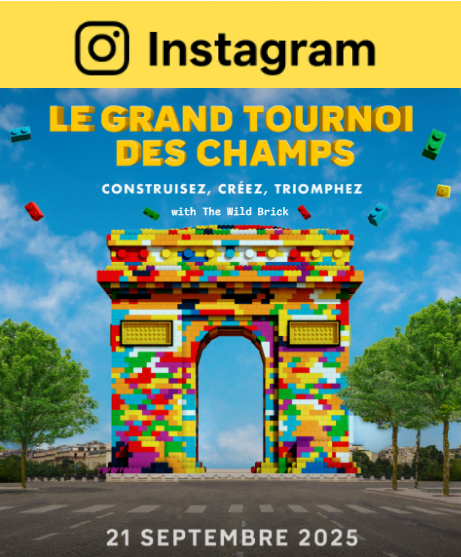 Instagram
LE GRAND TOURNOI
DES CHAMPS
CONSTRUISEZ, CRÉEZ, TRIOMPHEZ
with The Wild Brick
21 SEPTEMBRE 2025